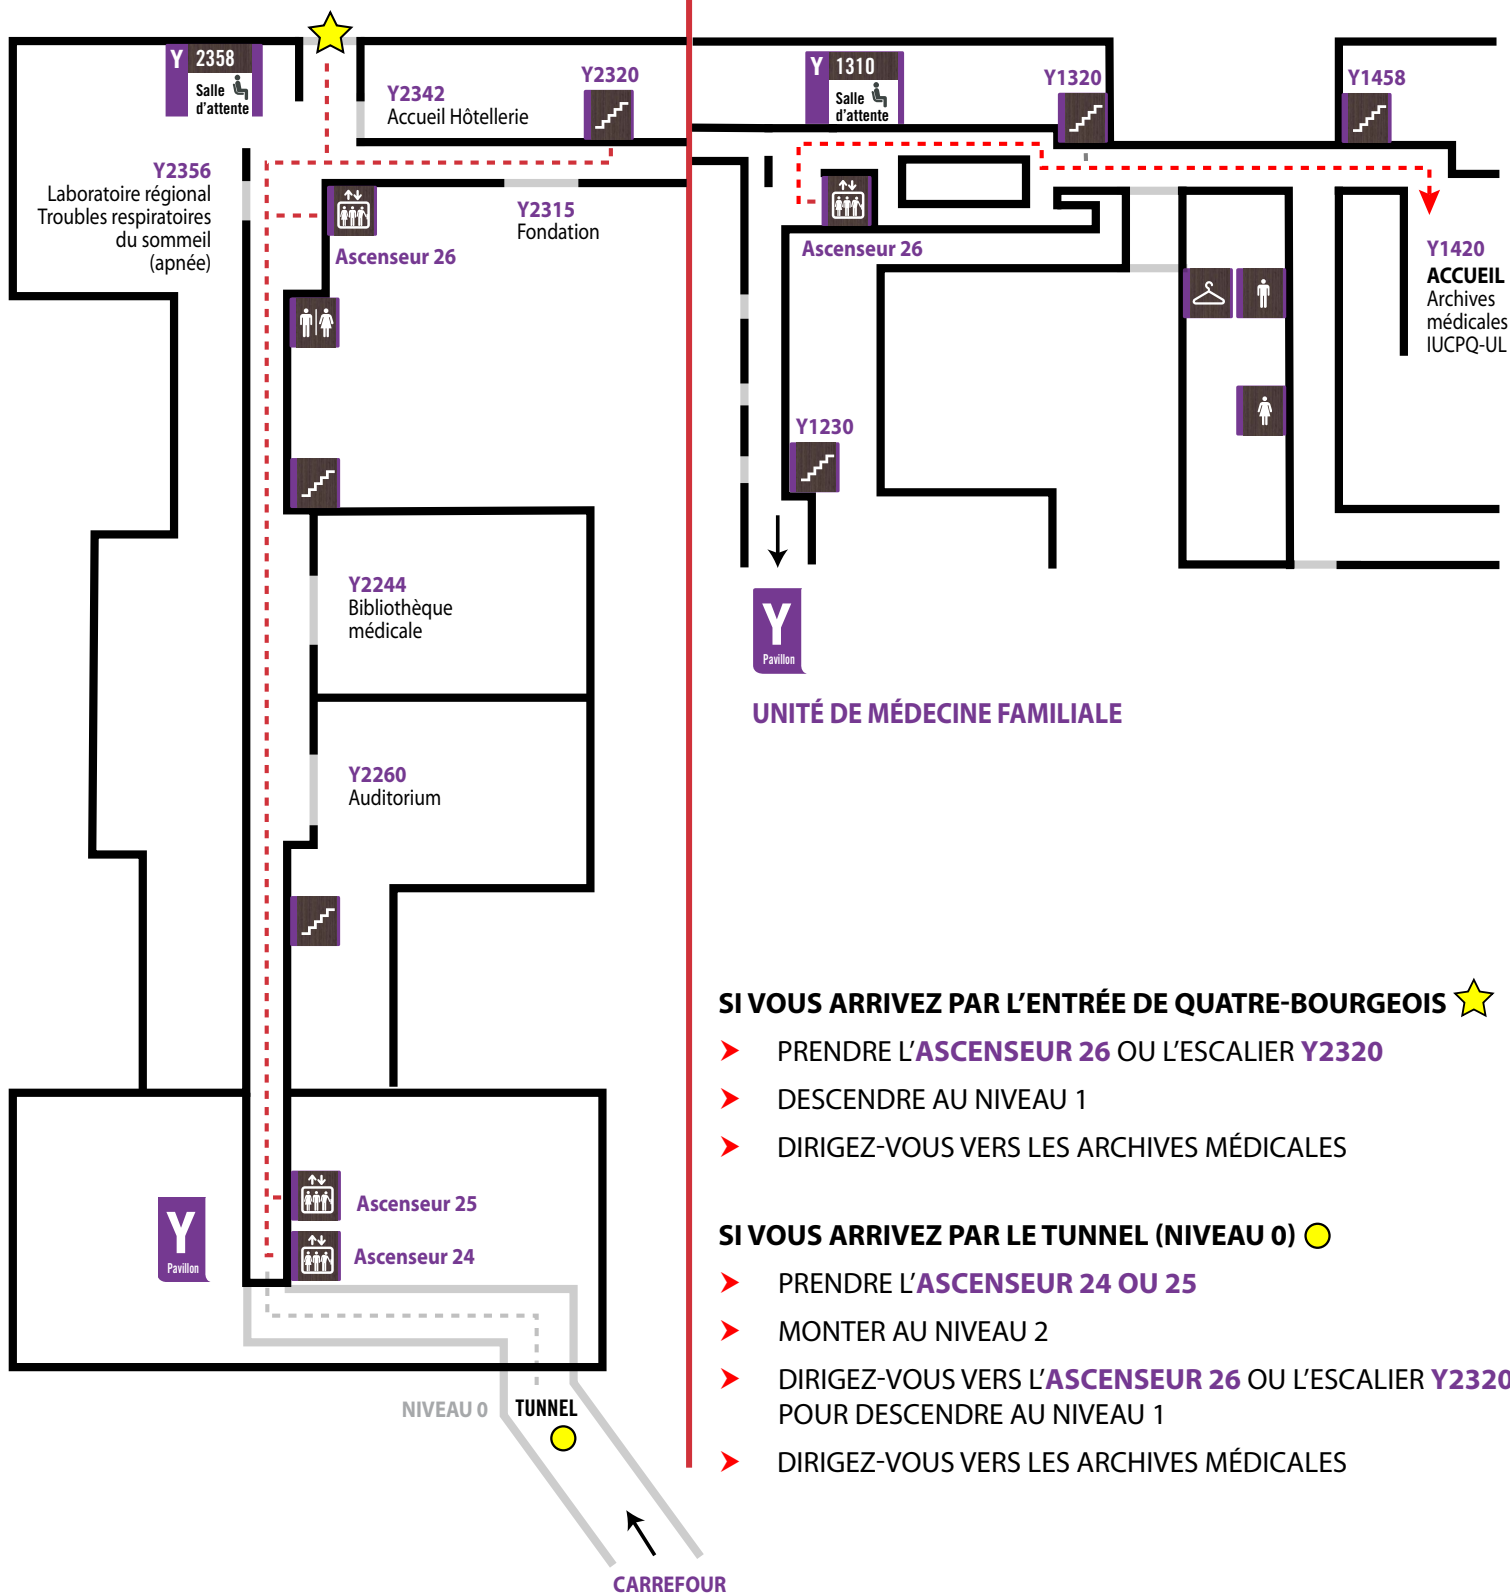 Y 2358
Salle
d'attente
Y2342
Accueil Hôtellerie
Y2320
Y2356
Laboratoire régional
Troubles respiratoires
du sommeil
(apnée)
Ascenseur 26
Y2315
Fondation
Y2244
Bibliothèque
médicale
Y2260
Auditorium
Ascenseur 25
Ascenseur 24
Y
Pavillon
NIVEAU 0
TUNNEL
CARREFOUR
Y 1310
Salle
d'attente
Y1320
Y1458
Ascenseur 26
Y1420
ACCUEIL
Archives
médicales
IUCPQ-UL
Y1230
Y
Pavillon
UNITÉ DE MÉDECINE FAMILIALE
SI VOUS ARRIVEZ PAR L'ENTRÉE DE QUATRE-BOURGEOIS
PRENDRE L'ASCENSEUR 26 OU L'ESCALIER Y2320
DESCENDRE AU NIVEAU 1
DIRIGEZ-VOUS VERS LES ARCHIVES MÉDICALES
SI VOUS ARRIVEZ PAR LE TUNNEL (NIVEAU 0)
PRENDRE L'ASCENSEUR 24 OU 25
MONTER AU NIVEAU 2
DIRIGEZ-VOUS VERS L'ASCENSEUR 26 OU L'ESCALIER Y2320
POUR DESCENDRE AU NIVEAU 1
DIRIGEZ-VOUS VERS LES ARCHIVES MÉDICALES